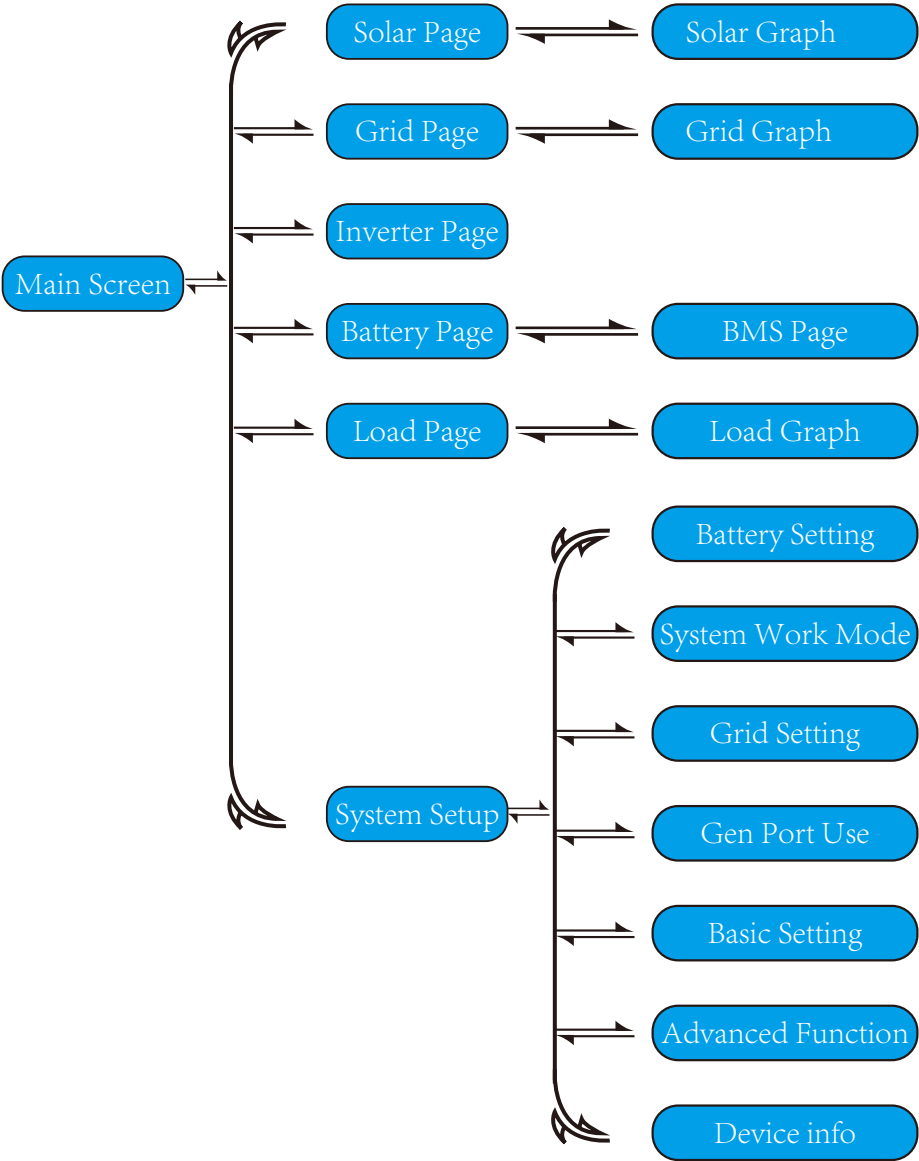 Solar Page
Solar Graph
Grid Page
Grid Graph
Inverter Page
Main Screen
Battery Page
BMS Page
Load Page
Load Graph
Battery Setting
System Work Mode
Grid Setting
System Setup
Gen Port Use
Basic Setting
Advanced Function
Device info